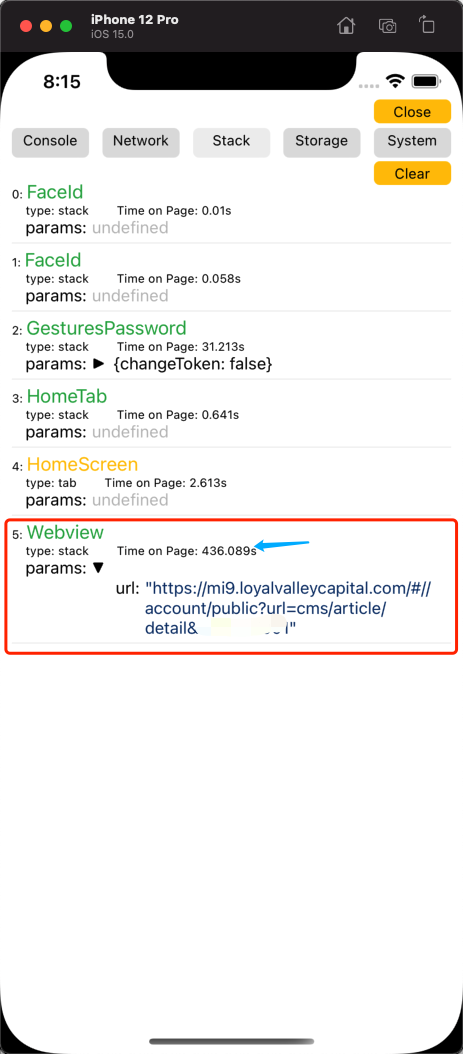 iPhone 12 Pro
iOS 15.0
8:15
Close
Console Network Stack Storage System
Clear
0: FaceId
type: stack Time on Page: 0.01s
params: undefined
1: FaceId
type: stack Time on Page: 0.058s
params: undefined
2: GesturesPassword
type: stack Time on Page: 31.213s
params: ▶ {changeToken: false}
3: HomeTab
type: stack Time on Page: 0.641s
params: undefined
4: HomeScreen
type: tab Time on Page: 2.613s
params: undefined
5: Webview
type: stack Time on Page: 436.089s
params: ▼
url: "https://mi9.loyalvalleycapital.com/#//
account/public?url=cms/article/
detail&